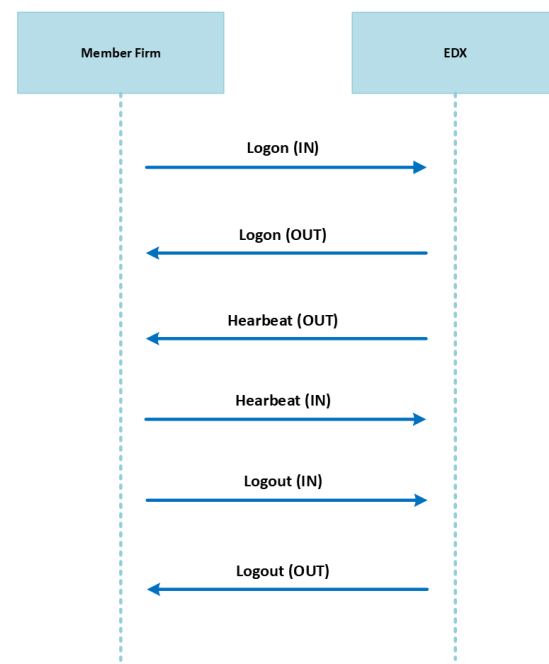 Member Firm
EDX
Logon (IN)
Logon (OUT)
Hearbeat (OUT)
Hearbeat (IN)
Logout (IN)
Logout (OUT)